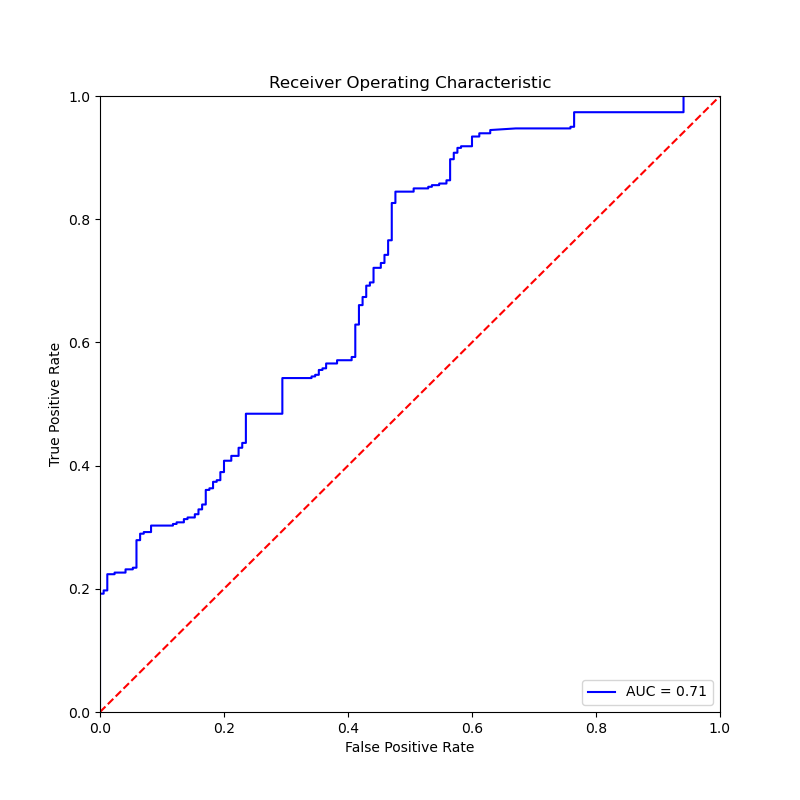 Receiver Operating Characteristic
1.0
0.8
0.6
0.4
0.2
0.0
True Positive Rate
AUC = 0.71
0.0 0.2 0.4 0.6 0.8 1.0
False Positive Rate